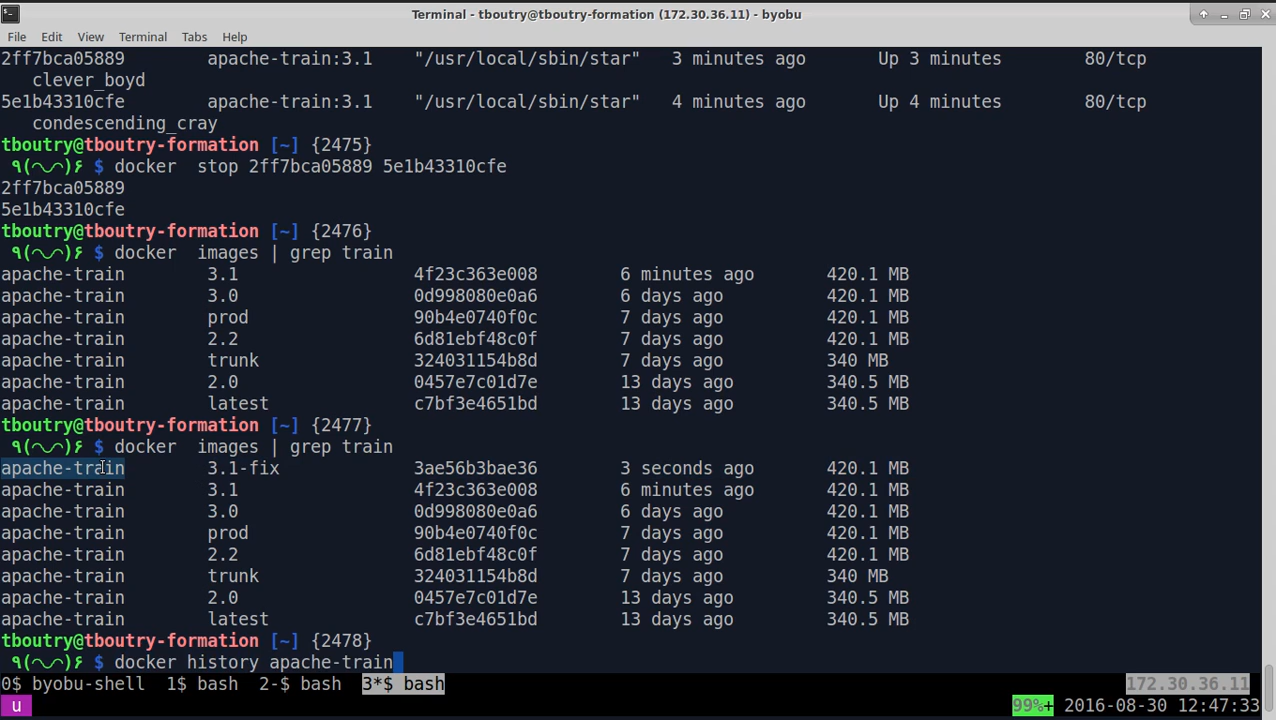 Terminal - tboutry@tboutry-formation (172.30.36.11) - byobu
File Edit View Terminal Tabs Help
2ff7bca05889 apache-train:3.1 "/usr/local/sbin/star" 3 minutes ago Up 3 minutes 80/tcp
clever_boyd
5e1b43310cfe apache-train:3.1 "/usr/local/sbin/star" 4 minutes ago Up 4 minutes 80/tcp
condescending_cray
tboutry@tboutry-formation [~] {2475}
٩(◠◡◠)۶ $ docker stop 2ff7bca05889 5e1b43310cfe
2ff7bca05889
5e1b43310cfe
tboutry@tboutry-formation [~] {2476}
٩(◠◡◠)۶ $ docker images | grep train
apache-train 3.1 4f23c363e008 6 minutes ago 420.1 MB
apache-train 3.0 0d998080e0a6 6 days ago 420.1 MB
apache-train prod 90b4e0740f0c 7 days ago 420.1 MB
apache-train 2.2 6d81ebf48c0f 7 days ago 420.1 MB
apache-train trunk 324031154b8d 7 days ago 340 MB
apache-train 2.0 0457e7c01d7e 13 days ago 340.5 MB
apache-train latest c7bf3e4651bd 13 days ago 340.5 MB
tboutry@tboutry-formation [~] {2477}
٩(◠◡◠)۶ $ docker images | grep train
apache-train 3.1-fix 3ae56b3bae36 3 seconds ago 420.1 MB
apache-train 3.1 4f23c363e008 6 minutes ago 420.1 MB
apache-train 3.0 0d998080e0a6 6 days ago 420.1 MB
apache-train prod 90b4e0740f0c 7 days ago 420.1 MB
apache-train 2.2 6d81ebf48c0f 7 days ago 420.1 MB
apache-train trunk 324031154b8d 7 days ago 340 MB
apache-train 2.0 0457e7c01d7e 13 days ago 340.5 MB
apache-train latest c7bf3e4651bd 13 days ago 340.5 MB
tboutry@tboutry-formation [~] {2478}
٩(◠◡◠)۶ $ docker history apache-train
0$ byobu-shell 1$ bash 2-$ bash 3*$ bash 172.30.36.11
u 99%+ 2016-08-30 12:47:33